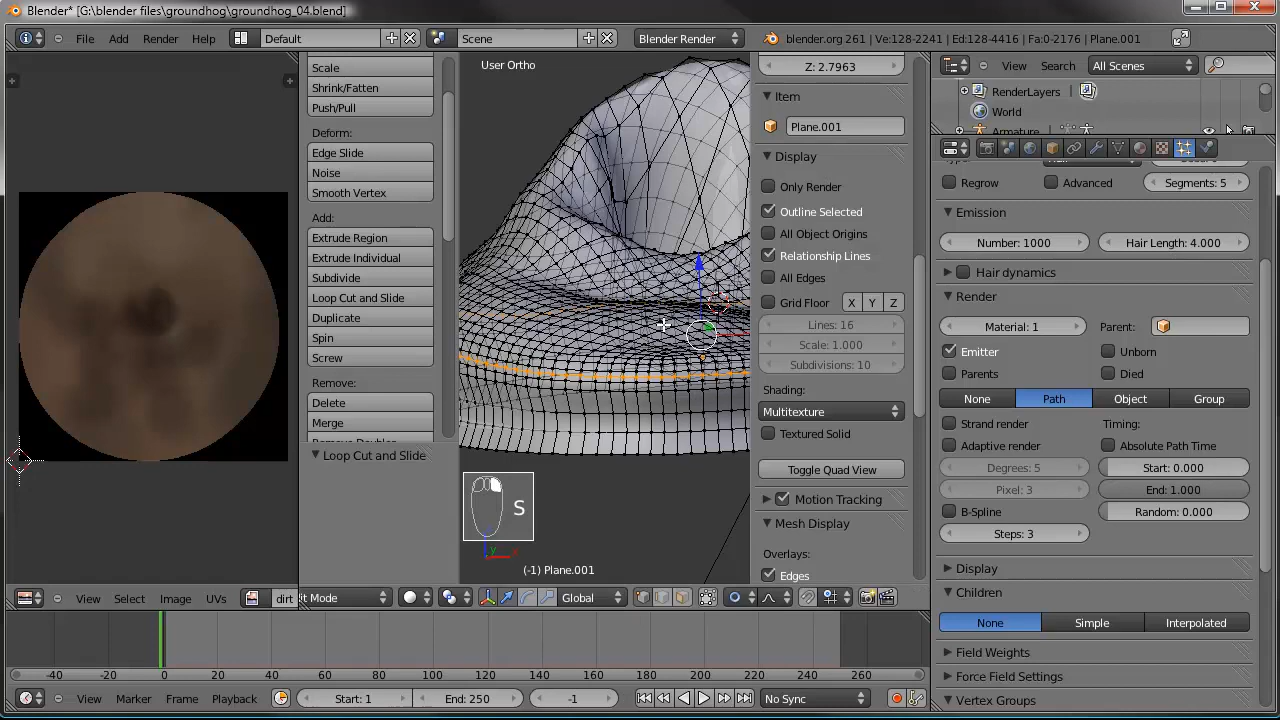 Blender* [G:\blender files\groundhog\groundhog_04.blend]
File Add Render Help Default Scene Blender Render blender.org 261 | Ve:128-2241 | Ed:128-4416 | Fa:0-2176 | Plane.001
Scale
Shrink/Fatten
Push/Pull
Deform:
Edge Slide
Noise
Smooth Vertex
Add:
Extrude Region
Extrude Individual
Subdivide
Loop Cut and Slide
Duplicate
Spin
Screw
Remove:
Delete
Merge
Loop Cut and Slide
User Ortho
S
y x
(-1) Plane.001
Z: 2.7963
Item
Plane.001
Display
Only Render
Outline Selected
All Object Origins
Relationship Lines
All Edges
Grid Floor X Y Z
Lines: 16
Scale: 1.000
Subdivisions: 10
Shading:
Multitexture
Textured Solid
Toggle Quad View
Motion Tracking
Mesh Display
Overlays:
Edges
View Search All Scenes
RenderLayers
World
Armature
Regrow Advanced Segments: 5
Emission
Number: 1000 Hair Length: 4.000
Hair dynamics
Render
Material: 1 Parent:
Emitter Unborn
Parents Died
None Path Object Group
Strand render Timing:
Adaptive render Absolute Path Time
Degrees: 5 Start: 0.000
Pixel: 3 End: 1.000
B-Spline Random: 0.000
Steps: 3
Display
Children
None Simple Interpolated
Field Weights
Force Field Settings
Vertex Groups
View Select Image UVs dirt it Mode Global
-40 -20 0 20 40 60 80 100 120 140 160 180 200 220 240 260
View Marker Frame Playback Start: 1 End: 250 -1 No Sync